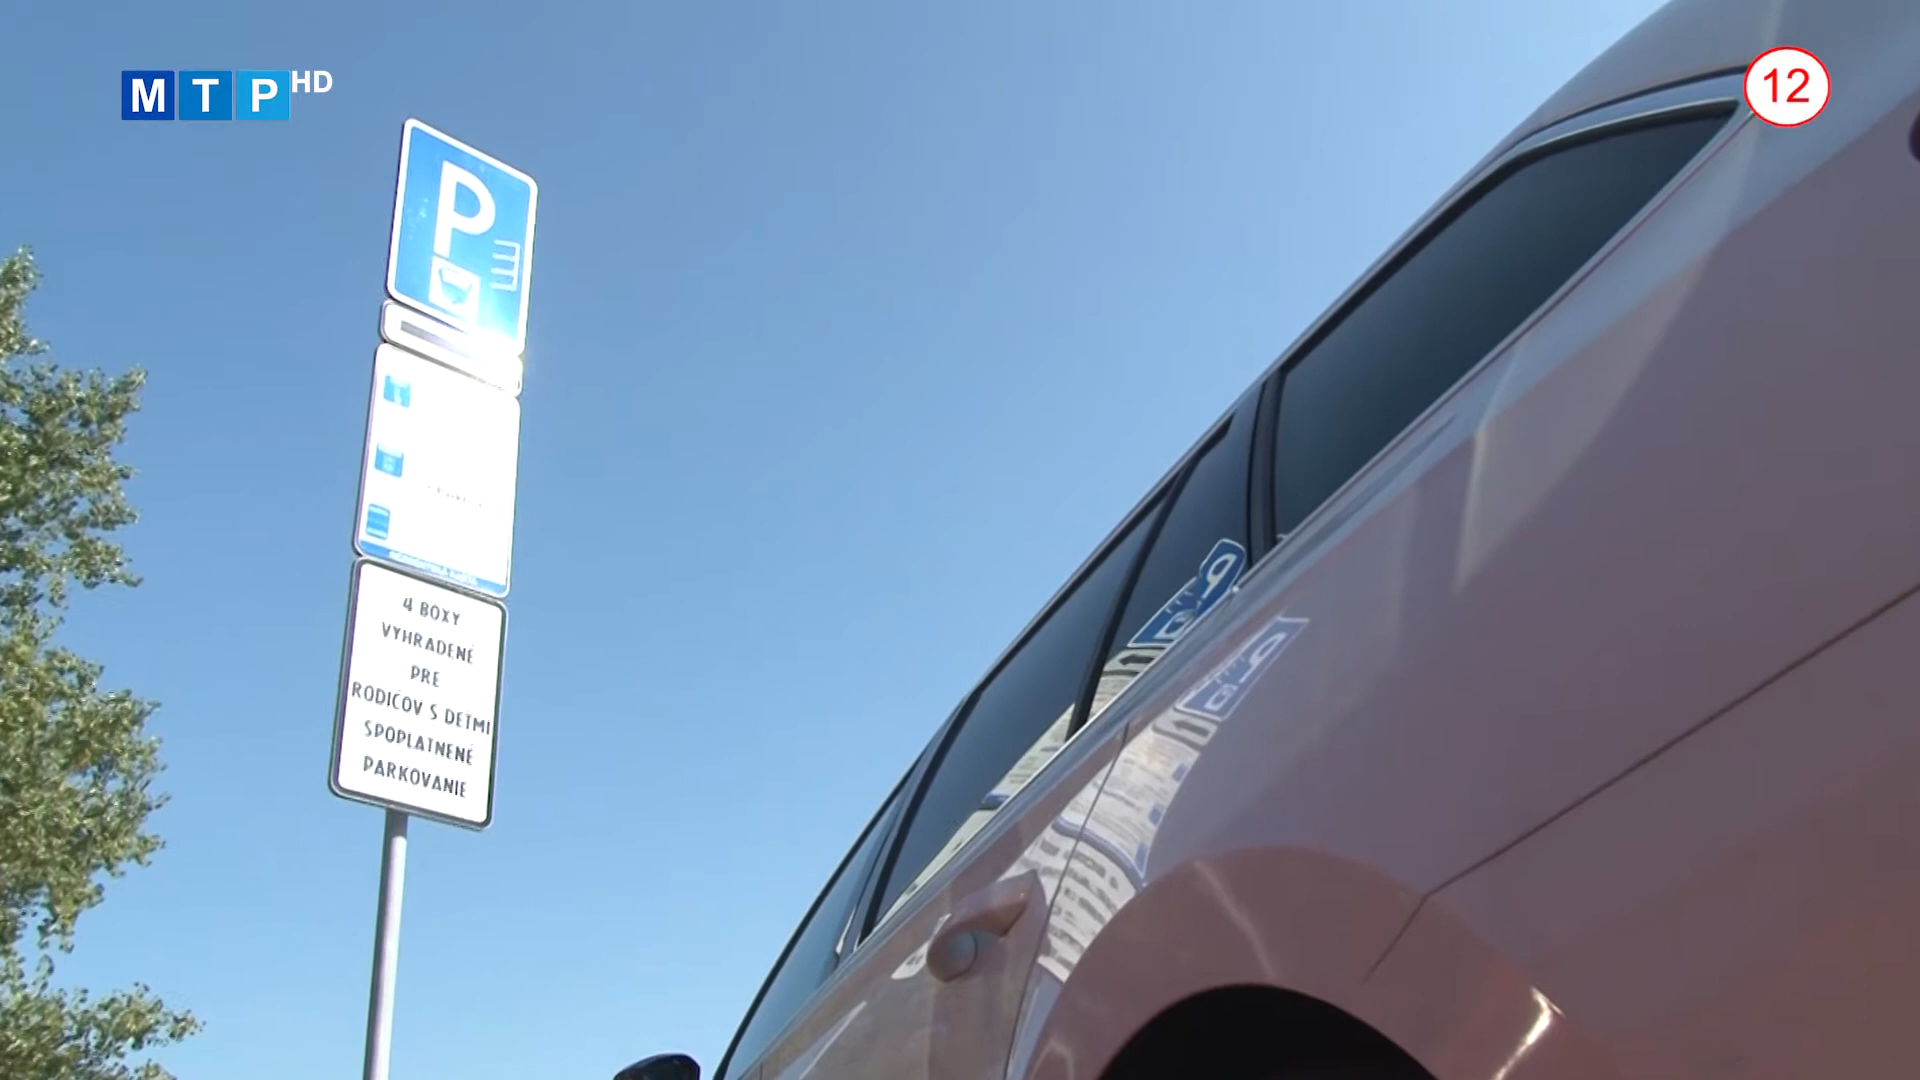 MTP HD
12
P
4 BOXY
VYHRADENÉ
PRE
RODIČOV S DEŤMI
SPOPLATNENÉ
PARKOVANIE